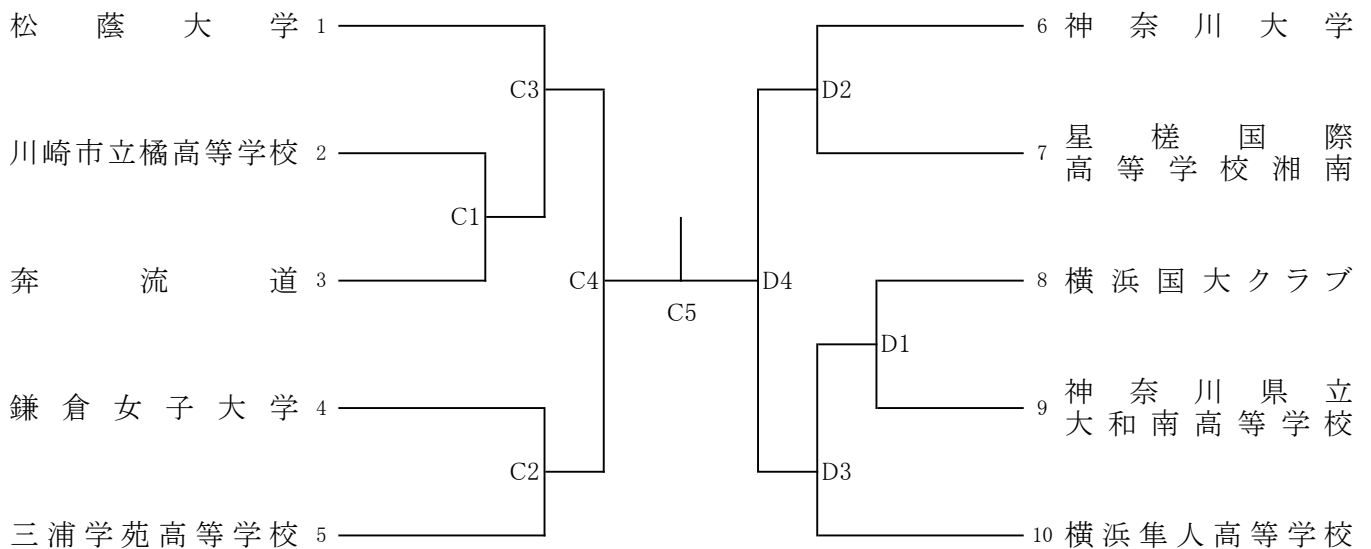 松蔭大学 1
C3
川崎市立橘高等学校 2
C1
奔流道 3
C4
鎌倉女子大学 4
C2
三浦学苑高等学校 5
C5
6 神奈川大学
D2
7 星槎国際
高等学校湘南
D4
8 横浜国大クラブ
D1
9 神奈川県立
大和南高等学校
D3
10 横浜隼人高等学校